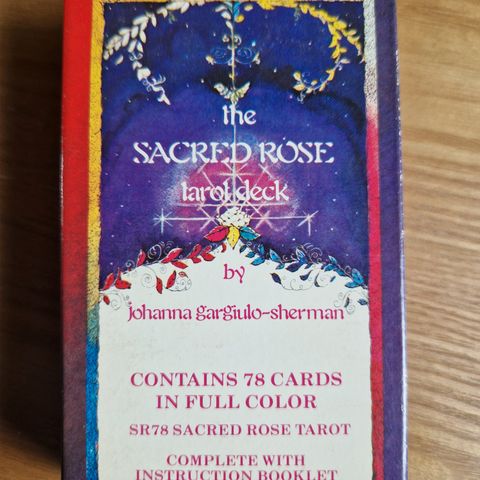 the
SACRED ROSE
tarot deck
by
johanna gargiulo-sherman
CONTAINS 78 CARDS
IN FULL COLOR
SR78 SACRED ROSE TAROT
COMPLETE WITH
INSTRUCTION BOOKLET